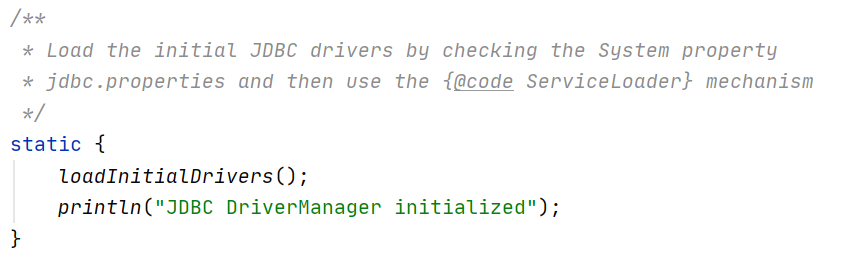 /**
 * Load the initial JDBC drivers by checking the System property
 * jdbc.properties and then use the {@code ServiceLoader} mechanism
 */
static {
    loadInitialDrivers();
    println("JDBC DriverManager initialized");
}